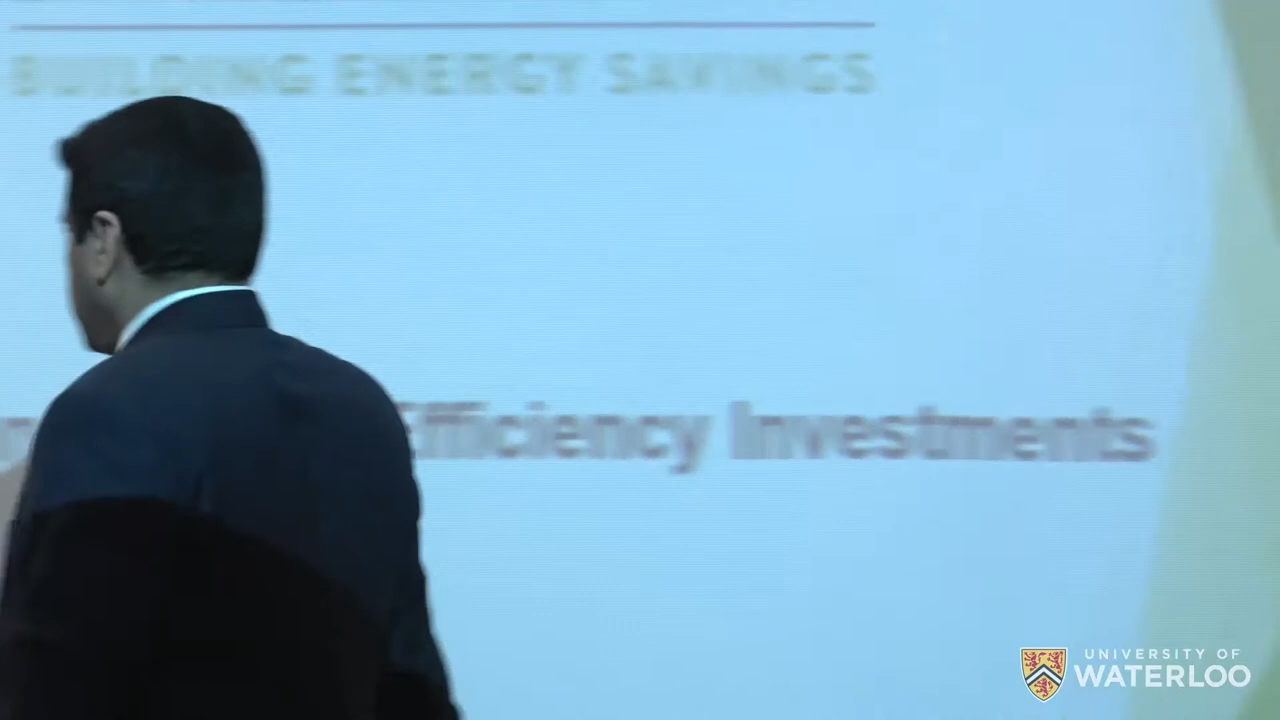 BUILDING ENERGY SAVINGS
Efficiency Investments
UNIVERSITY OF
WATERLOO